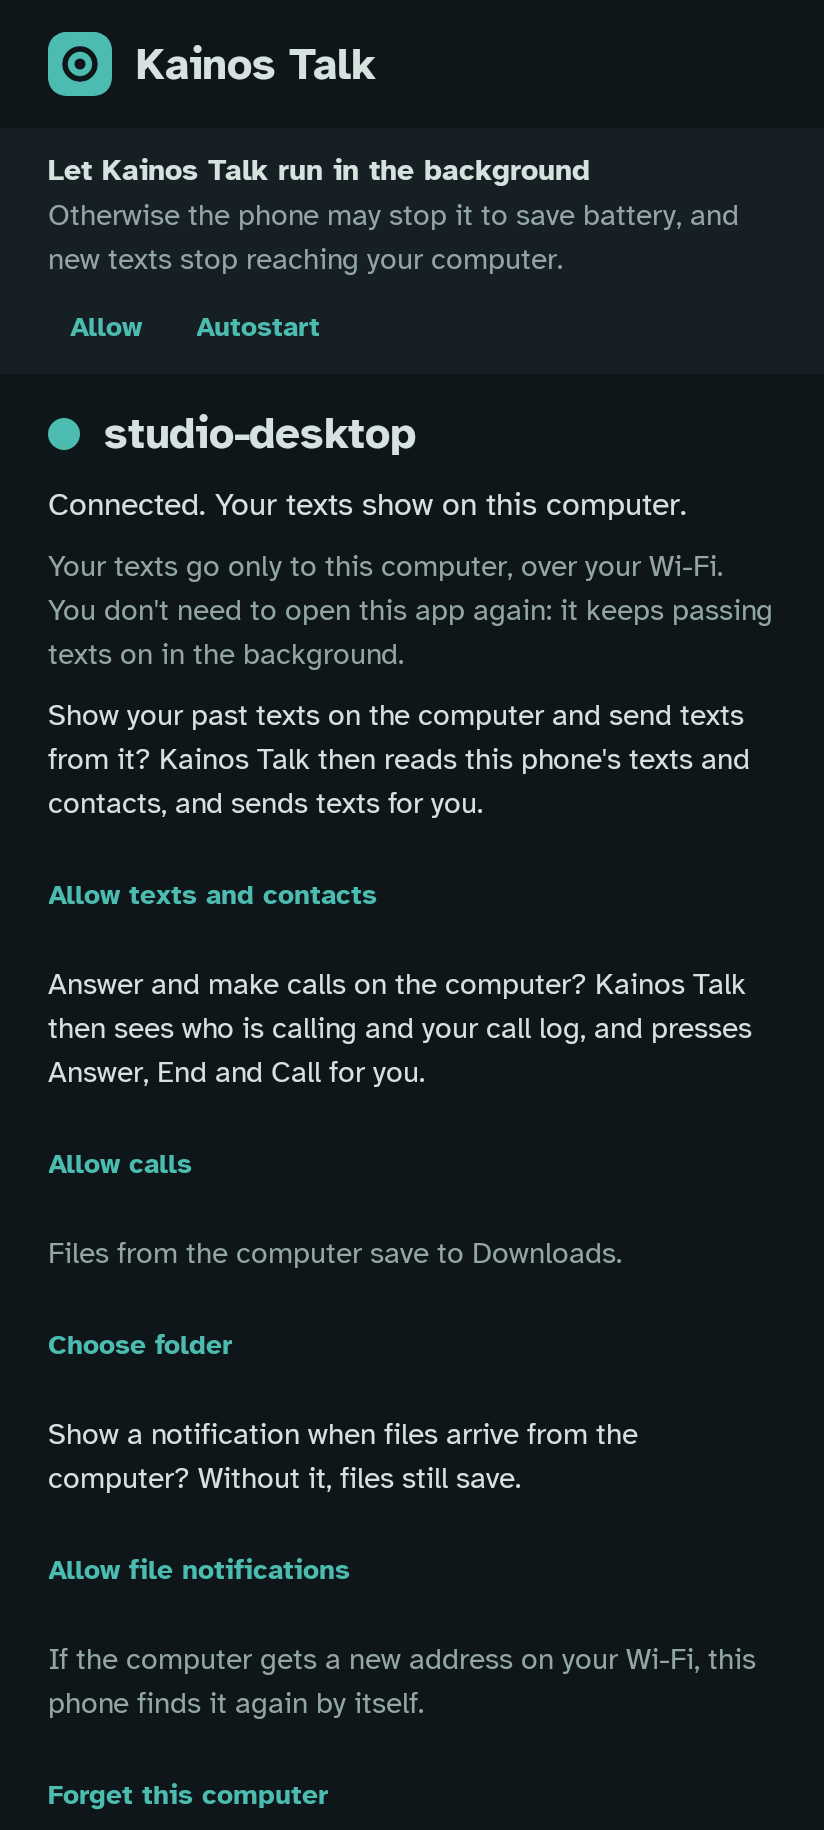 Kainos Talk
Let Kainos Talk run in the background
Otherwise the phone may stop it to save battery, and
new texts stop reaching your computer.
Allow Autostart
studio-desktop
Connected. Your texts show on this computer.
Your texts go only to this computer, over your Wi-Fi.
You don't need to open this app again: it keeps passing
texts on in the background.
Show your past texts on the computer and send texts
from it? Kainos Talk then reads this phone's texts and
contacts, and sends texts for you.
Allow texts and contacts
Answer and make calls on the computer? Kainos Talk
then sees who is calling and your call log, and presses
Answer, End and Call for you.
Allow calls
Files from the computer save to Downloads.
Choose folder
Show a notification when files arrive from the
computer? Without it, files still save.
Allow file notifications
If the computer gets a new address on your Wi-Fi, this
phone finds it again by itself.
Forget this computer